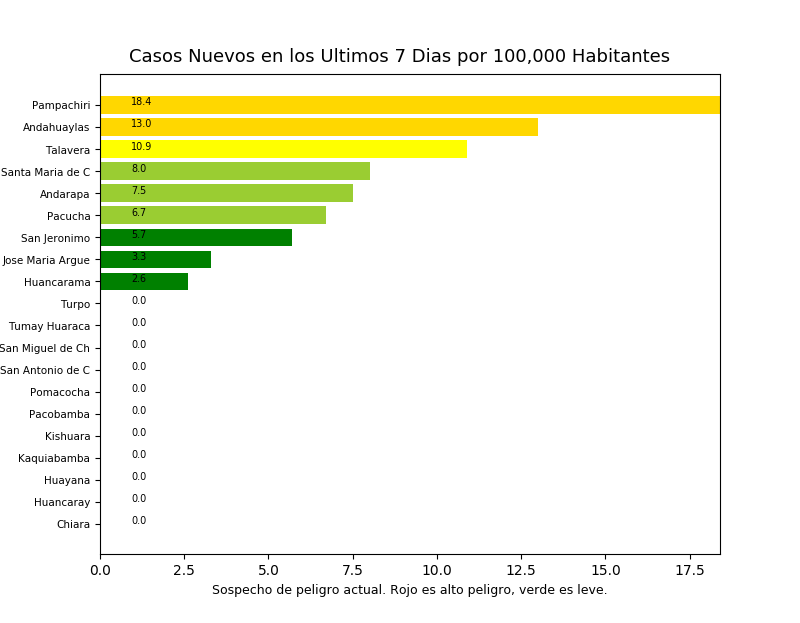 Casos Nuevos en los Ultimos 7 Dias por 100,000 Habitantes
Pampachiri 18.4
Andahuaylas 13.0
Talavera 10.9
Santa Maria de C 8.0
Andarapa 7.5
Pacucha 6.7
San Jeronimo 5.7
Jose Maria Argue 3.3
Huancarama 2.6
Turpo 0.0
Tumay Huaraca 0.0
San Miguel de Ch 0.0
San Antonio de C 0.0
Pomacocha 0.0
Pacobamba 0.0
Kishuara 0.0
Kaquiabamba 0.0
Huayana 0.0
Huancaray 0.0
Chiara 0.0
0.0 2.5 5.0 7.5 10.0 12.5 15.0 17.5
Sospecho de peligro actual. Rojo es alto peligro, verde es leve.